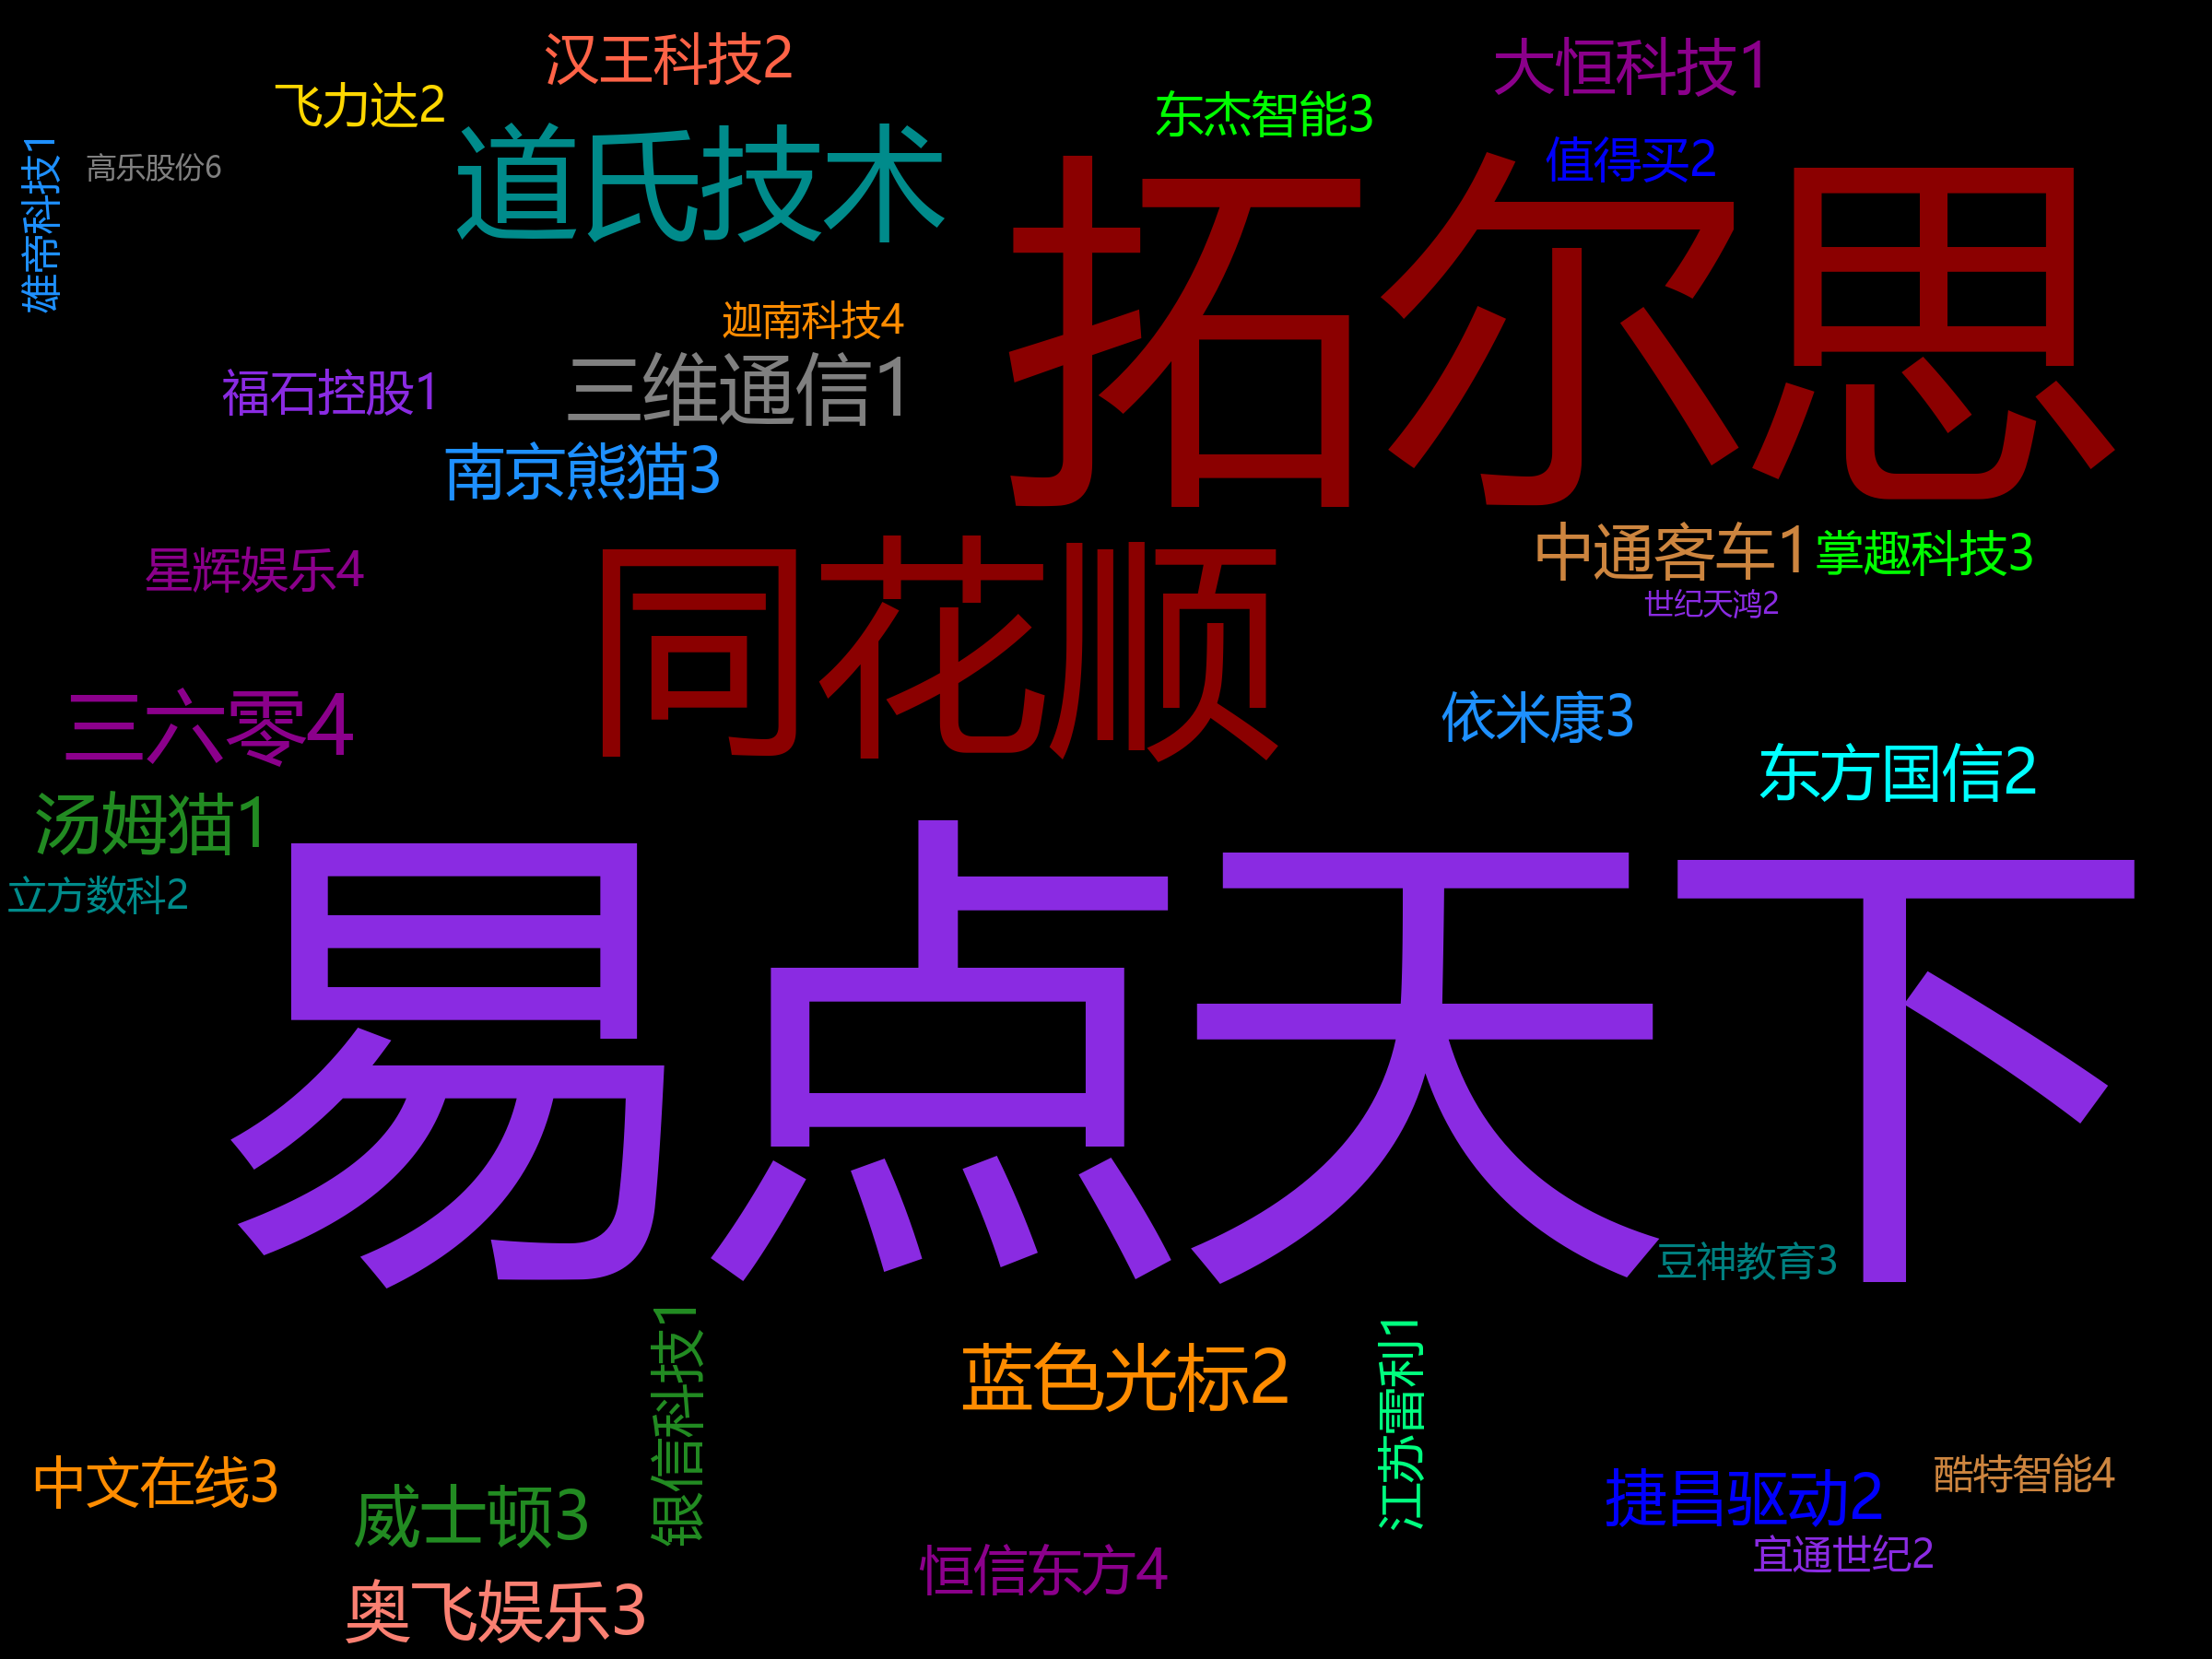 汉王科技2
大恒科技1
飞力达2
东杰智能3
道氏技术
值得买2
雄帝科技1
高乐股份6
拓尔思
迦南科技4
三维通信1
福石控股1
南京熊猫3
中通客车1
掌趣科技3
星辉娱乐4
同花顺
世纪天鸿2
三六零4
依米康3
东方国信2
汤姆猫1
立方数科2
易点天下
豆神教育3
银信科技1
蓝色光标2
江苏雷利1
中文在线3
威士顿3
捷昌驱动2
酷特智能4
宜通世纪2
恒信东方4
奥飞娱乐3